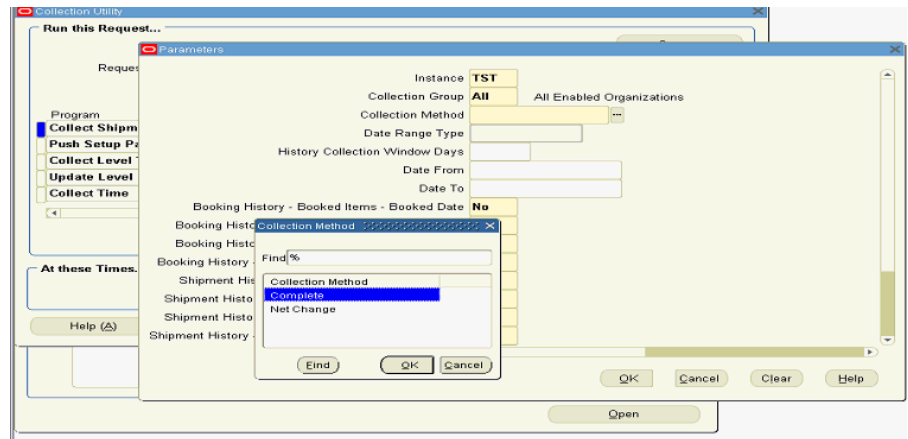 Collection Utility
Run this Request...
Parameters
Reques
Instance TST
Collection Group All All Enabled Organizations
Program
Collection Method ...
Collect Shipm
Date Range Type
Push Setup Pa
History Collection Window Days
Collect Level
Date From
Update Level
Date To
Collect Time
Booking History - Booked Items - Booked Date No
Booking Histo
Collection Method
Booking Histo
Booking History -
Find %
At these Times.
Shipment His
Collection Method
Shipment Histo
Complete
Shipment Histo
Net Change
Help (A)
Shipment History -
Find OK Cancel
OK Cancel Clear Help
Open